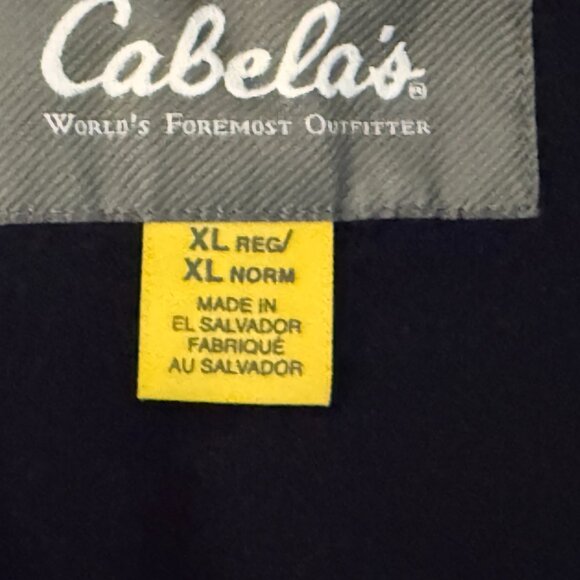 Cabela's®
WORLD'S FOREMOST OUTFITTER
XL REG/
XL NORM
MADE IN
EL SALVADOR
FABRIQUÉ
AU SALVADOR